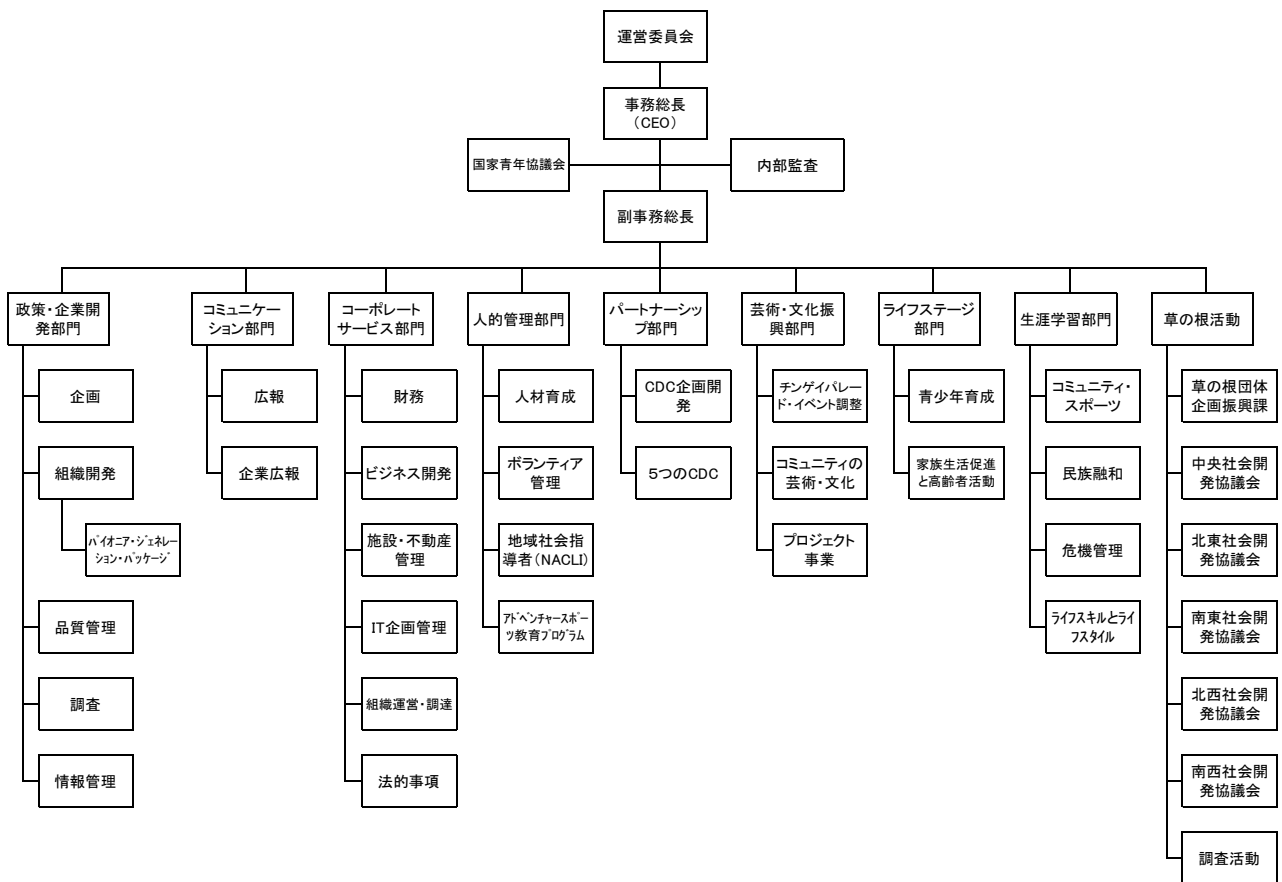 運営委員会
事務総長
(CEO)
国家青年協議会
内部監査
副事務総長
政策・企業開
発部門
コミュニケー
ション部門
コーポレート
サービス部門
人的管理部門
パートナーシッ
プ部門
芸術・文化振
興部門
ライフステージ
部門
生涯学習部門
草の根活動
企画
組織開発
パイオニア・ジェネレー
ション・パッケージ
品質管理
調査
情報管理
広報
企業広報
財務
ビジネス開発
施設・不動産
管理
IT企画管理
組織運営・調達
法的事項
人材育成
ボランティア
管理
地域社会指
導者(NACLI)
アドベンチャースポー
ツ教育プログラム
CDC企画開
発
5つのCDC
チンゲイパレー
ド・イベント調整
コミュニティの
芸術・文化
プロジェクト
事業
青少年育成
家族生活促進
と高齢者活動
コミュニティ・
スポーツ
民族融和
危機管理
ライフスキルとライ
フスタイル
草の根団体
企画振興課
中央社会開
発協議会
北東社会開
発協議会
南東社会開
発協議会
北西社会開
発協議会
南西社会開
発協議会
調査活動